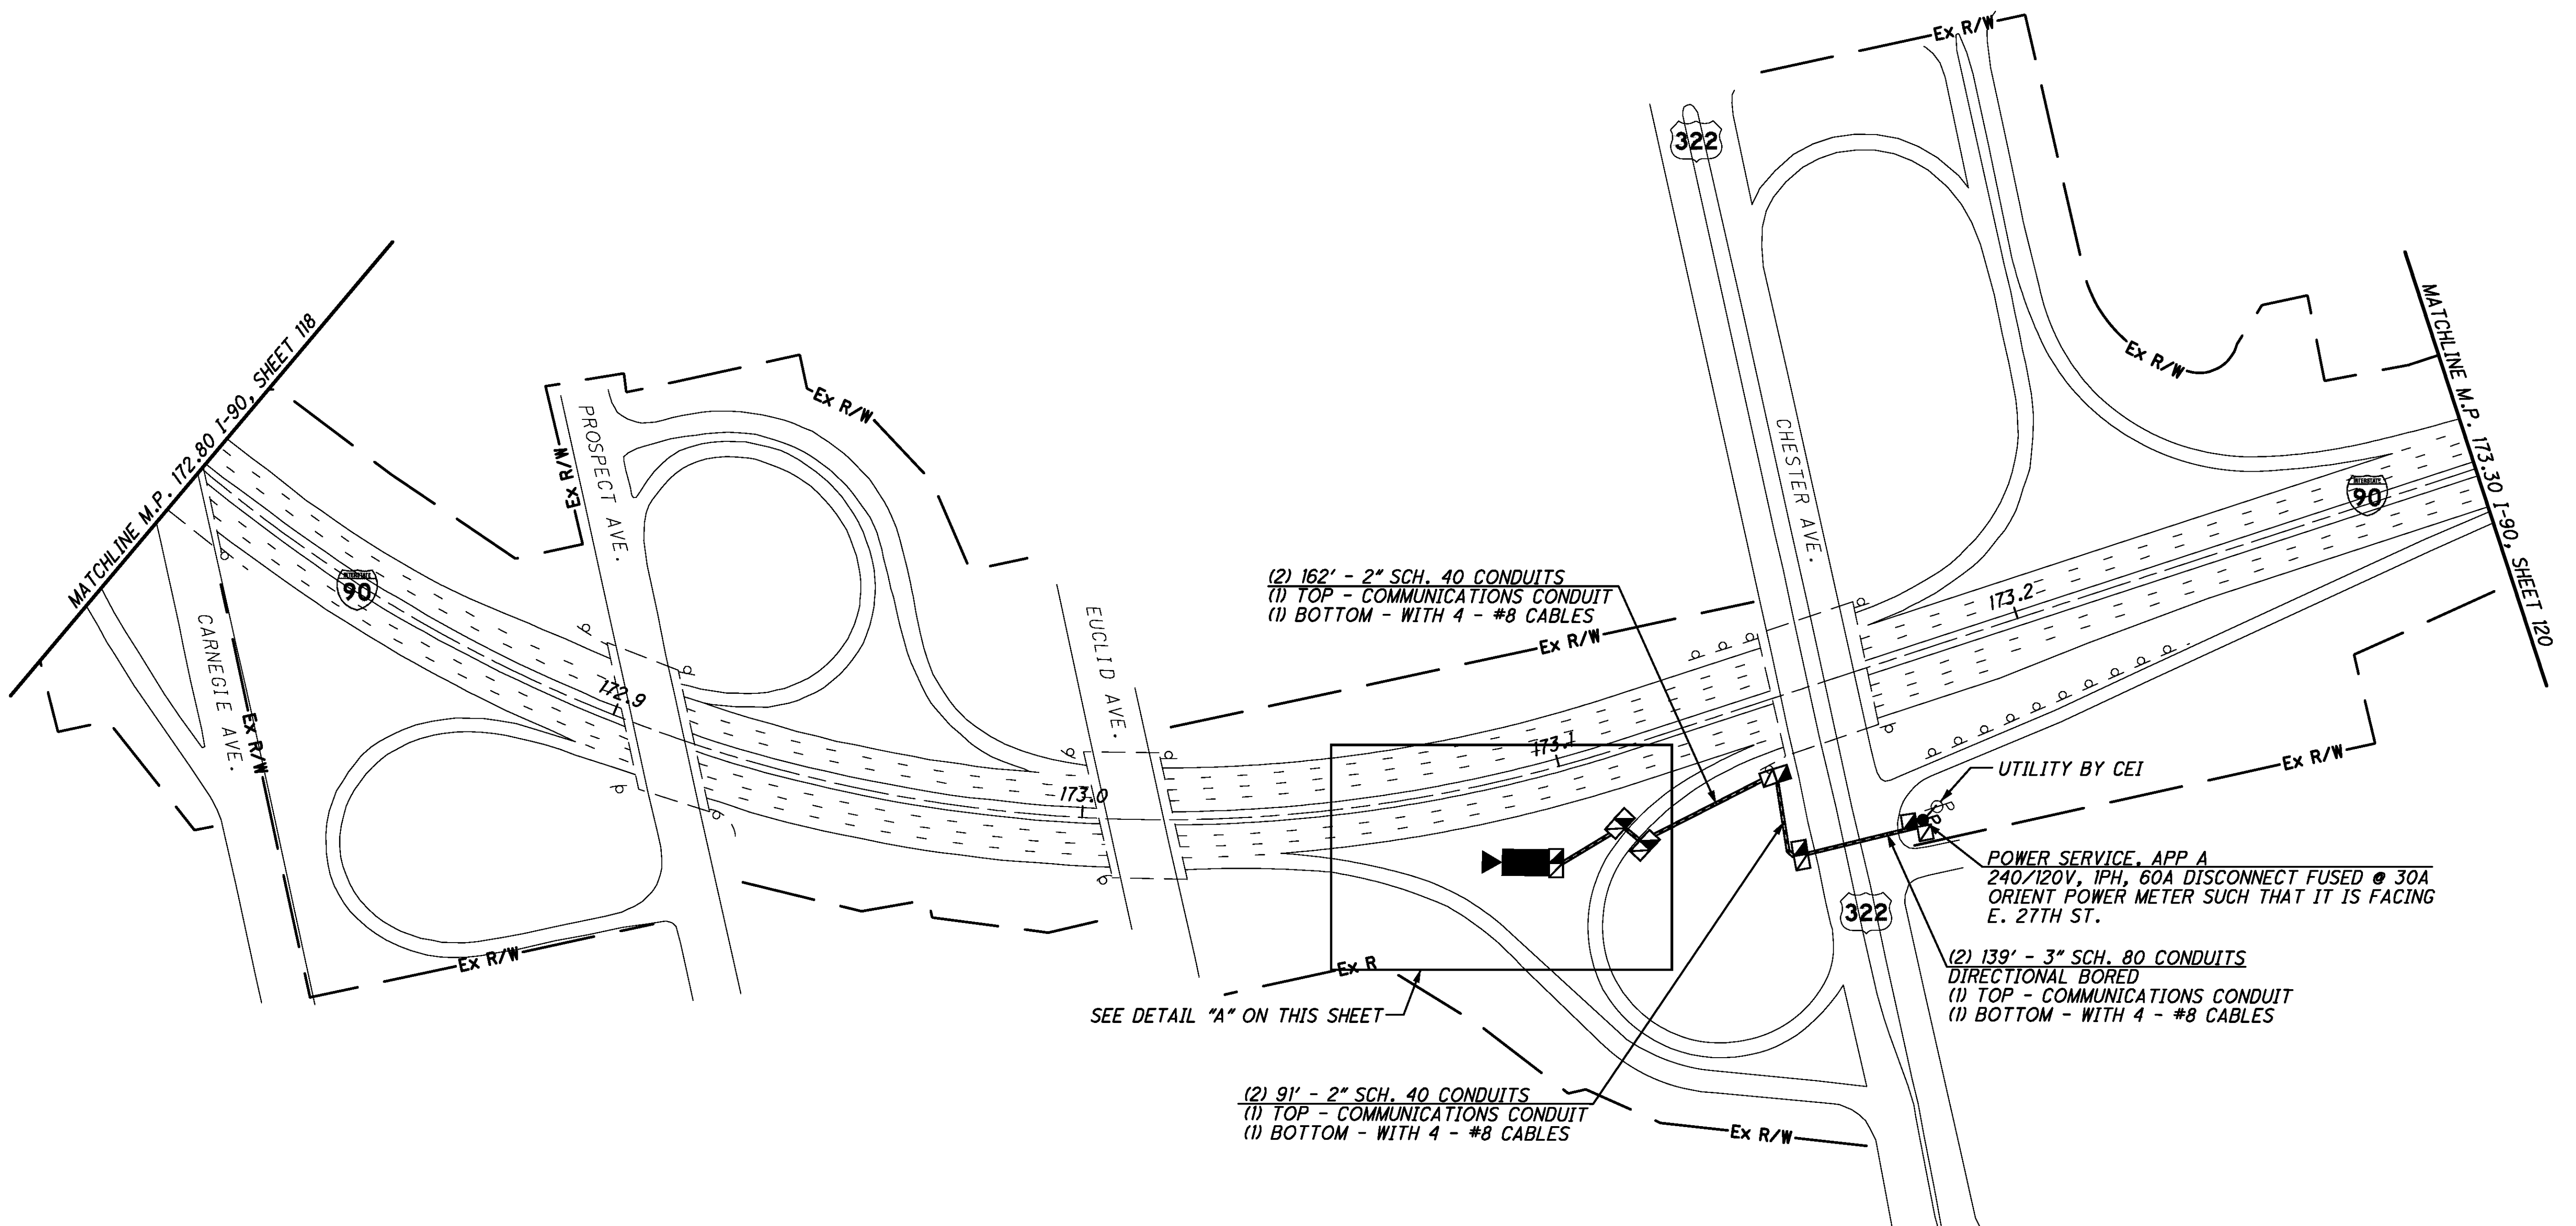 Ex R/W
322
MATCHLINE M.P. 172.80 I-90, SHEET 118
MATCHLINE M.P. 173.30 I-90, SHEET 120
Ex R/W
Ex R/W
PROSPECT AVE.
Ex R/W
CHESTER AVE.
INTERSTATE
90
INTERSTATE
90
(2) 162' - 2" SCH. 40 CONDUITS
(1) TOP - COMMUNICATIONS CONDUIT
(1) BOTTOM - WITH 4 - #8 CABLES
173.2
CARNEGIE AVE.
EUCLID AVE.
Ex R/W
172.9
Ex R/W
173.1
173.0
UTILITY BY CEI
Ex R/W
PP
POWER SERVICE, APP A
240/120V, 1PH, 60A DISCONNECT FUSED @ 30A
ORIENT POWER METER SUCH THAT IT IS FACING
E. 27TH ST.
322
Ex R/W
Ex R
(2) 139' - 3" SCH. 80 CONDUITS
DIRECTIONAL BORED
(1) TOP - COMMUNICATIONS CONDUIT
(1) BOTTOM - WITH 4 - #8 CABLES
SEE DETAIL "A" ON THIS SHEET
(2) 91' - 2" SCH. 40 CONDUITS
(1) TOP - COMMUNICATIONS CONDUIT
(1) BOTTOM - WITH 4 - #8 CABLES
Ex R/W